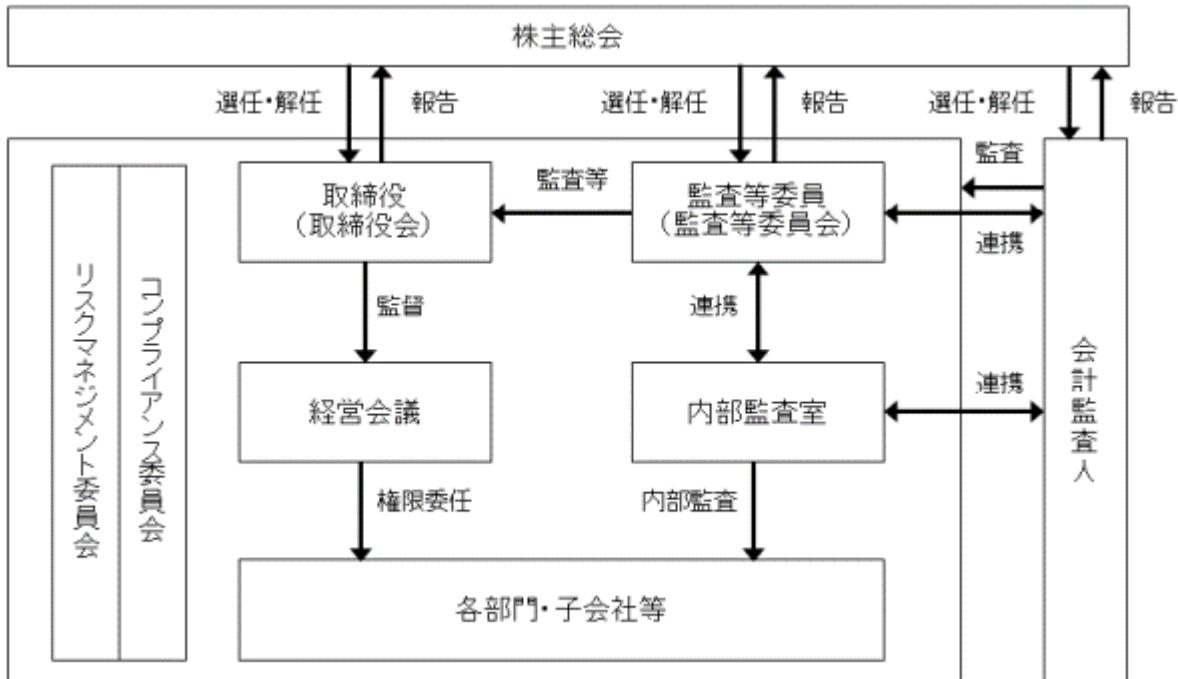 株主総会
選任・解任
報告
選任・解任
報告
選任・解任
報告
取締役
（取締役会）
監査等
監査等委員
（監査等委員会）
監査
連携
監督
連携
リスクマネジメント委員会
コンプライアンス委員会
経営会議
内部監査室
連携
会計監査人
権限委任
内部監査
各部門・子会社等